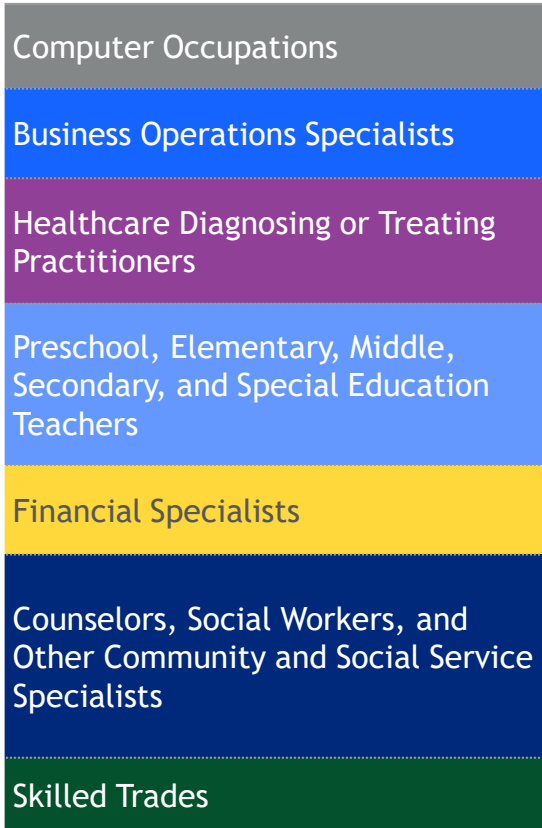 Computer Occupations
Business Operations Specialists
Healthcare Diagnosing or Treating
Practitioners
Preschool, Elementary, Middle,
Secondary, and Special Education
Teachers
Financial Specialists
Counselors, Social Workers, and
Other Community and Social Service
Specialists
Skilled Trades